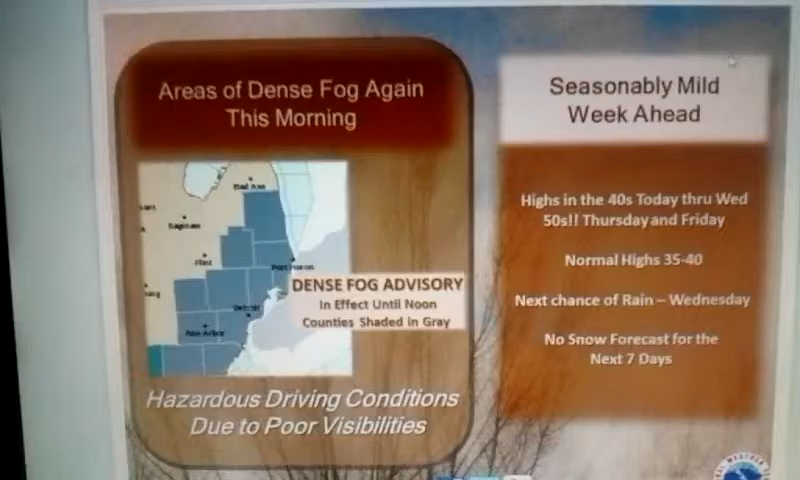 Areas of Dense Fog Again
This Morning
Bad Axe
Saginaw
Flint
Port Huron
DENSE FOG ADVISORY
In Effect Until Noon
Counties Shaded in Gray
Detroit
Ann Arbor
Hazardous Driving Conditions
Due to Poor Visibilities
Seasonably Mild
Week Ahead
Highs in the 40s Today thru Wed
50s!! Thursday and Friday
Normal Highs 35-40
Next chance of Rain – Wednesday
No Snow Forecast for the
Next 7 Days